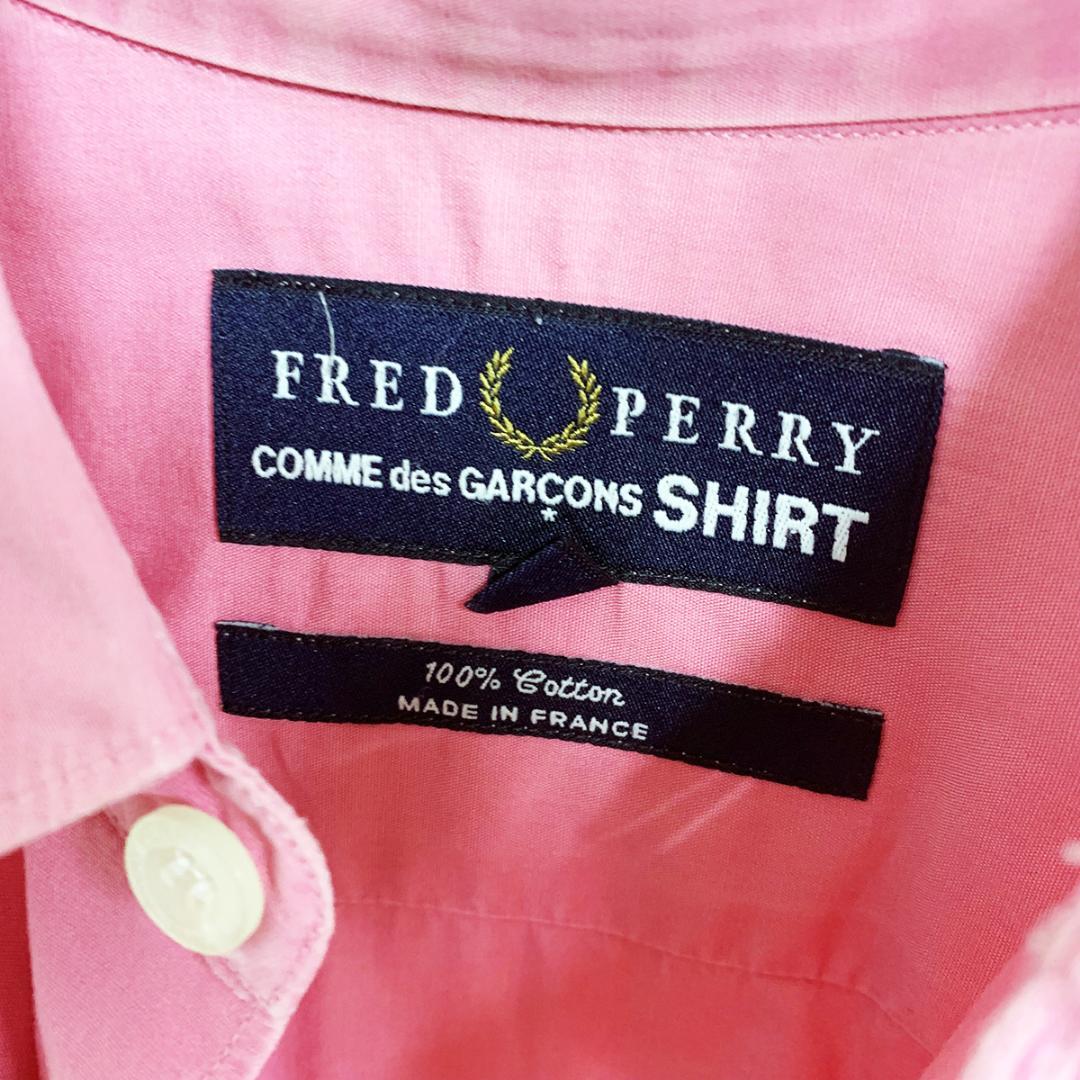 FRED PERRY
COMME des GARÇONS SHIRT
*
100% Cotton
MADE IN FRANCE